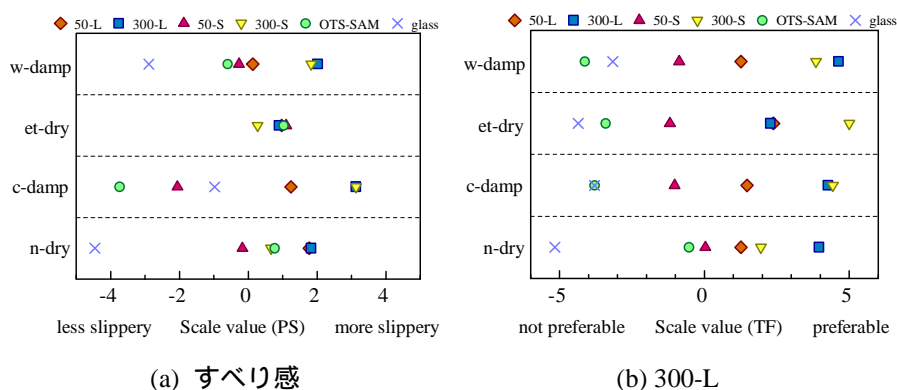 50-L 300-L 50-S 300-S OTS-SAM glass
w-damp
et-dry
c-damp
n-dry
-4 -2 0 2 4
less slippery Scale value (PS) more slippery
(a) すべり感
50-L 300-L 50-S 300-S OTS-SAM glass
w-damp
et-dry
c-damp
n-dry
-5 0 5
not preferable Scale value (TF) preferable
(b) 300-L